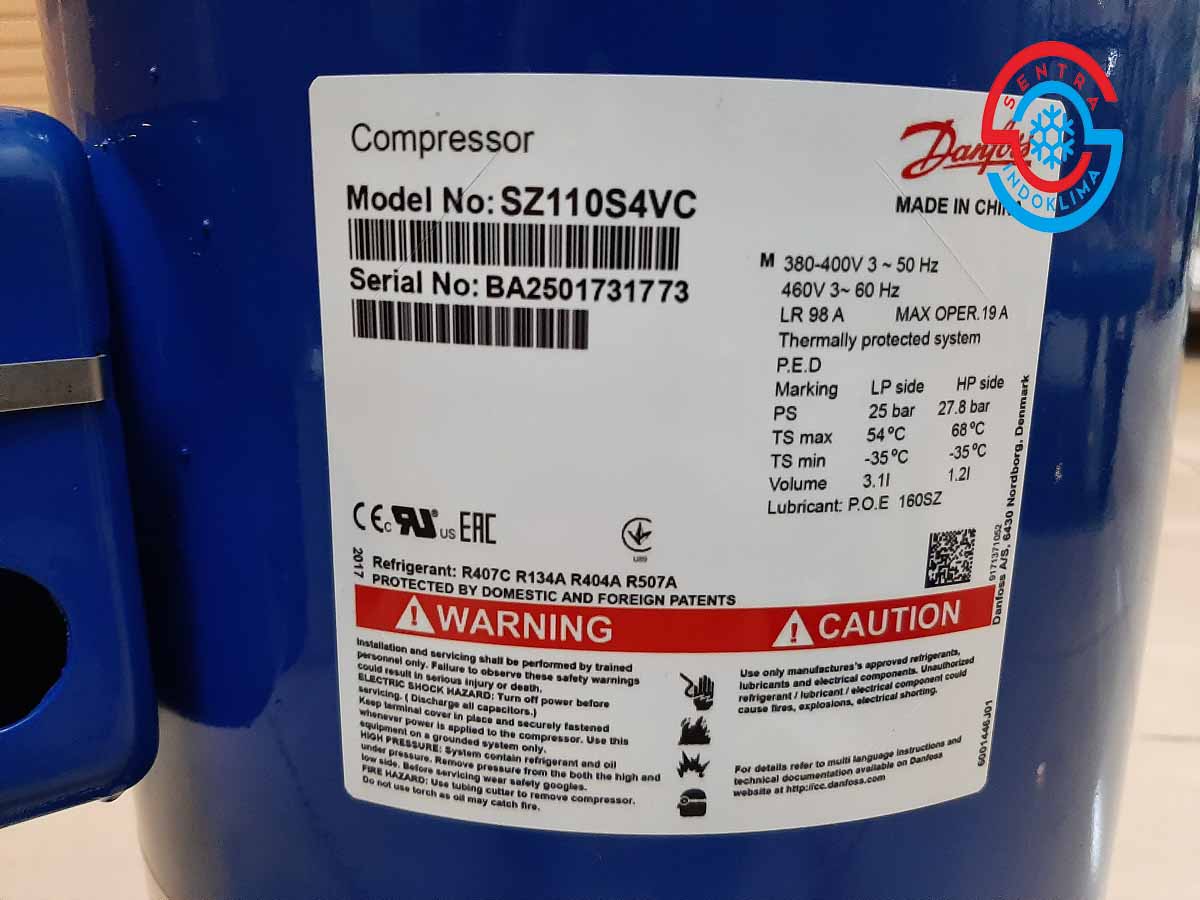 Compressor
Danfoss
SENTRA
INDOKLIMA
MADE IN CHINA
Model No: SZ110S4VC
Serial No: BA2501731773
M 380-400V 3 ~ 50 Hz
460V 3~ 60 Hz
LR 98 A MAX OPER. 19 A
Thermally protected system
P.E.D
Marking LP side HP side
PS 25 bar 27.8 bar
TS max 54 °C 68 °C
TS min -35°C -35°C
Volume 3.1l 1.2l
Lubricant: P.O.E 160SZ
CE c RU ® US EAC
2017
Refrigerant: R407C R134A R404A R507A
PROTECTED BY DOMESTIC AND FOREIGN PATENTS
9171371052
Danfoss A/S, 6430 Nordborg, Denmark
WARNING
CAUTION
Installation and servicing shall be performed by trained
personnel only. Failure to observe these safety warnings
could result in serious injury or death.
ELECTRIC SHOCK HAZARD: Turn off power before
servicing. ( Discharge all capacitors.)
Keep terminal cover in place and securely fastened
whenever power is applied to the compressor. Use this
equipment on a grounded system only.
HIGH PRESSURE: System contain refrigerant and oil
under pressure. Remove pressure from the both the high and
low side. Before servicing wear safety googles.
FIRE HAZARD: Use tubing cutter to remove compressor.
Do not use torch as oil may catch fire.
Use only manufactures's approved refrigerants,
lubricants and electrical components. Unauthorized
refrigerant / lubricant / electrical component could
cause fires, explosions, electrical shorting.
For details refer to multi language instructions and
technical documentation available on Danfoss
website at http://cc.danfoss.com
6001446J01